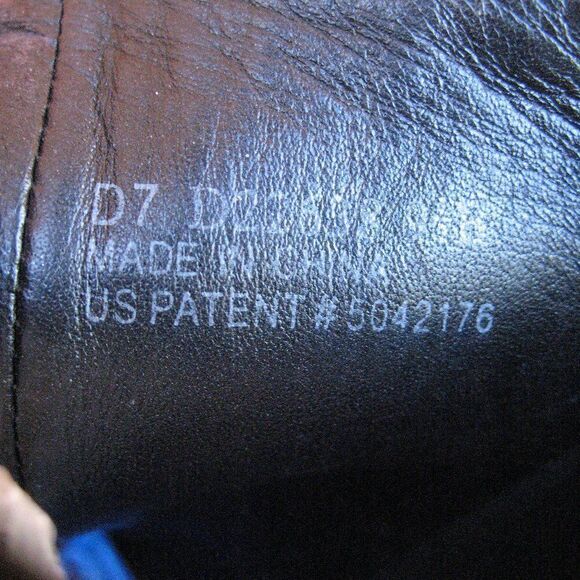 D7
MADE IN CHINA
US PATENT # 5042176